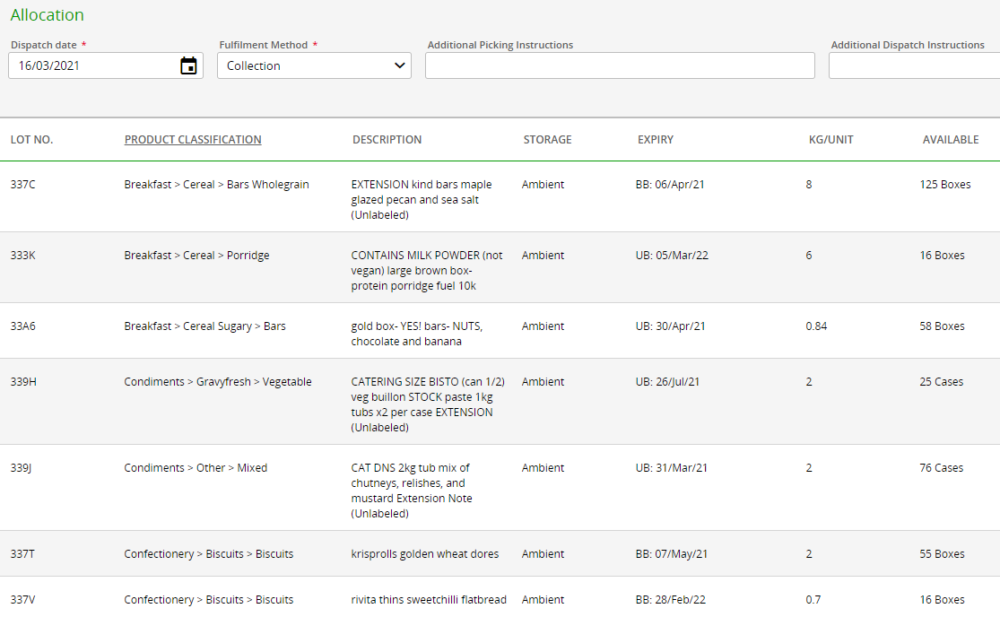 Allocation
Dispatch date * Fulfilment Method * Additional Picking Instructions Additional Dispatch Instructions
16/03/2021 Collection
LOT NO. PRODUCT CLASSIFICATION DESCRIPTION STORAGE EXPIRY KG/UNIT AVAILABLE
337C Breakfast > Cereal > Bars Wholegrain EXTENSION kind bars maple Ambient BB: 06/Apr/21 8 125 Boxes
glazed pecan and sea salt
(Unlabeled)
333K Breakfast > Cereal > Porridge CONTAINS MILK POWDER (not Ambient UB: 05/Mar/22 6 16 Boxes
vegan) large brown box-
protein porridge fuel 10k
33A6 Breakfast > Cereal Sugary > Bars gold box- YES! bars- NUTS, Ambient UB: 30/Apr/21 0.84 58 Boxes
chocolate and banana
339H Condiments > Gravyfresh > Vegetable CATERING SIZE BISTO (can 1/2) Ambient UB: 26/Jul/21 2 25 Cases
veg buillon STOCK paste 1kg
tubs x2 per case EXTENSION
(Unlabeled)
339J Condiments > Other > Mixed CAT DNS 2kg tub mix of Ambient UB: 31/Mar/21 2 76 Cases
chutneys, relishes, and
mustard Extension Note
(Unlabeled)
337T Confectionery > Biscuits > Biscuits krisprolls golden wheat dores Ambient BB: 07/May/21 2 55 Boxes
337V Confectionery > Biscuits > Biscuits rivita thins sweetchilli flatbread Ambient BB: 28/Feb/22 0.7 16 Boxes